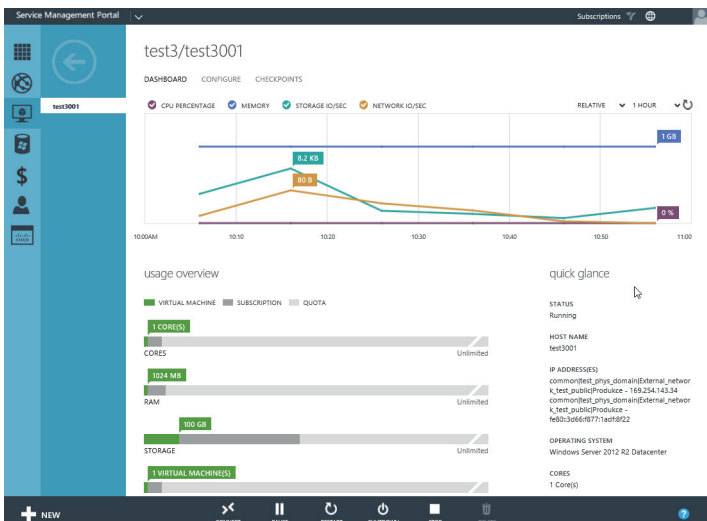 Service Management Portal
Subscriptions
test3/test3001
DASHBOARD CONFIGURE CHECKPOINTS
test3001
CPU PERCENTAGE MEMORY STORAGE IO/SEC NETWORK IO/SEC RELATIVE 1 HOUR
1 GB
8.2 KB
80 B
0 %
10:00AM 10:10 10:20 10:30 10:40 10:50 11:00
usage overview
VIRTUAL MACHINE SUBSCRIPTION QUOTA
1 CORE(S)
CORES Unlimited
1024 MB
RAM Unlimited
100 GB
STORAGE Unlimited
1 VIRTUAL MACHINE(S)
quick glance
STATUS
Running
HOST NAME
test3001
IP ADDRESS(ES)
common|test_phys_domain|External_networ
k_test_public|Produkce - 169.254.143.34
common|test_phys_domain|External_networ
k_test_public|Produkce -
fe80::3d66:f877:1adf:8f22
OPERATING SYSTEM
Windows Server 2012 R2 Datacenter
CORES
1 Core(s)
NEW